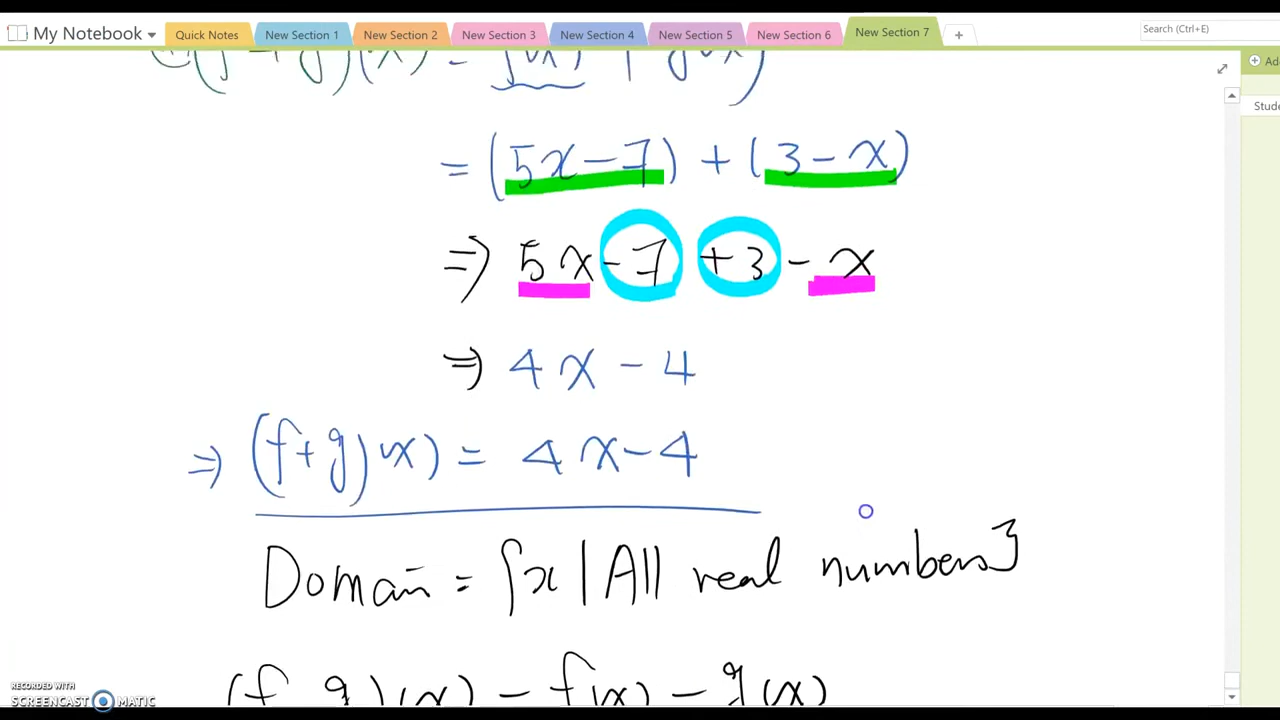 My Notebook Quick Notes New Section 1 New Section 2 New Section 3 New Section 4 New Section 5 New Section 6 New Section 7 + Search (Ctrl+E)
Ad
Stude
= (5x-7) + (3-x)
⇒ 5x-7+3-x
⇒ 4x-4
⇒ (f+g)(x) = 4x-4
Domain = {x | All real numbers}
(f g)(x) = f(x) - g(x)
RECORDED WITH
SCREENCAST MATIC